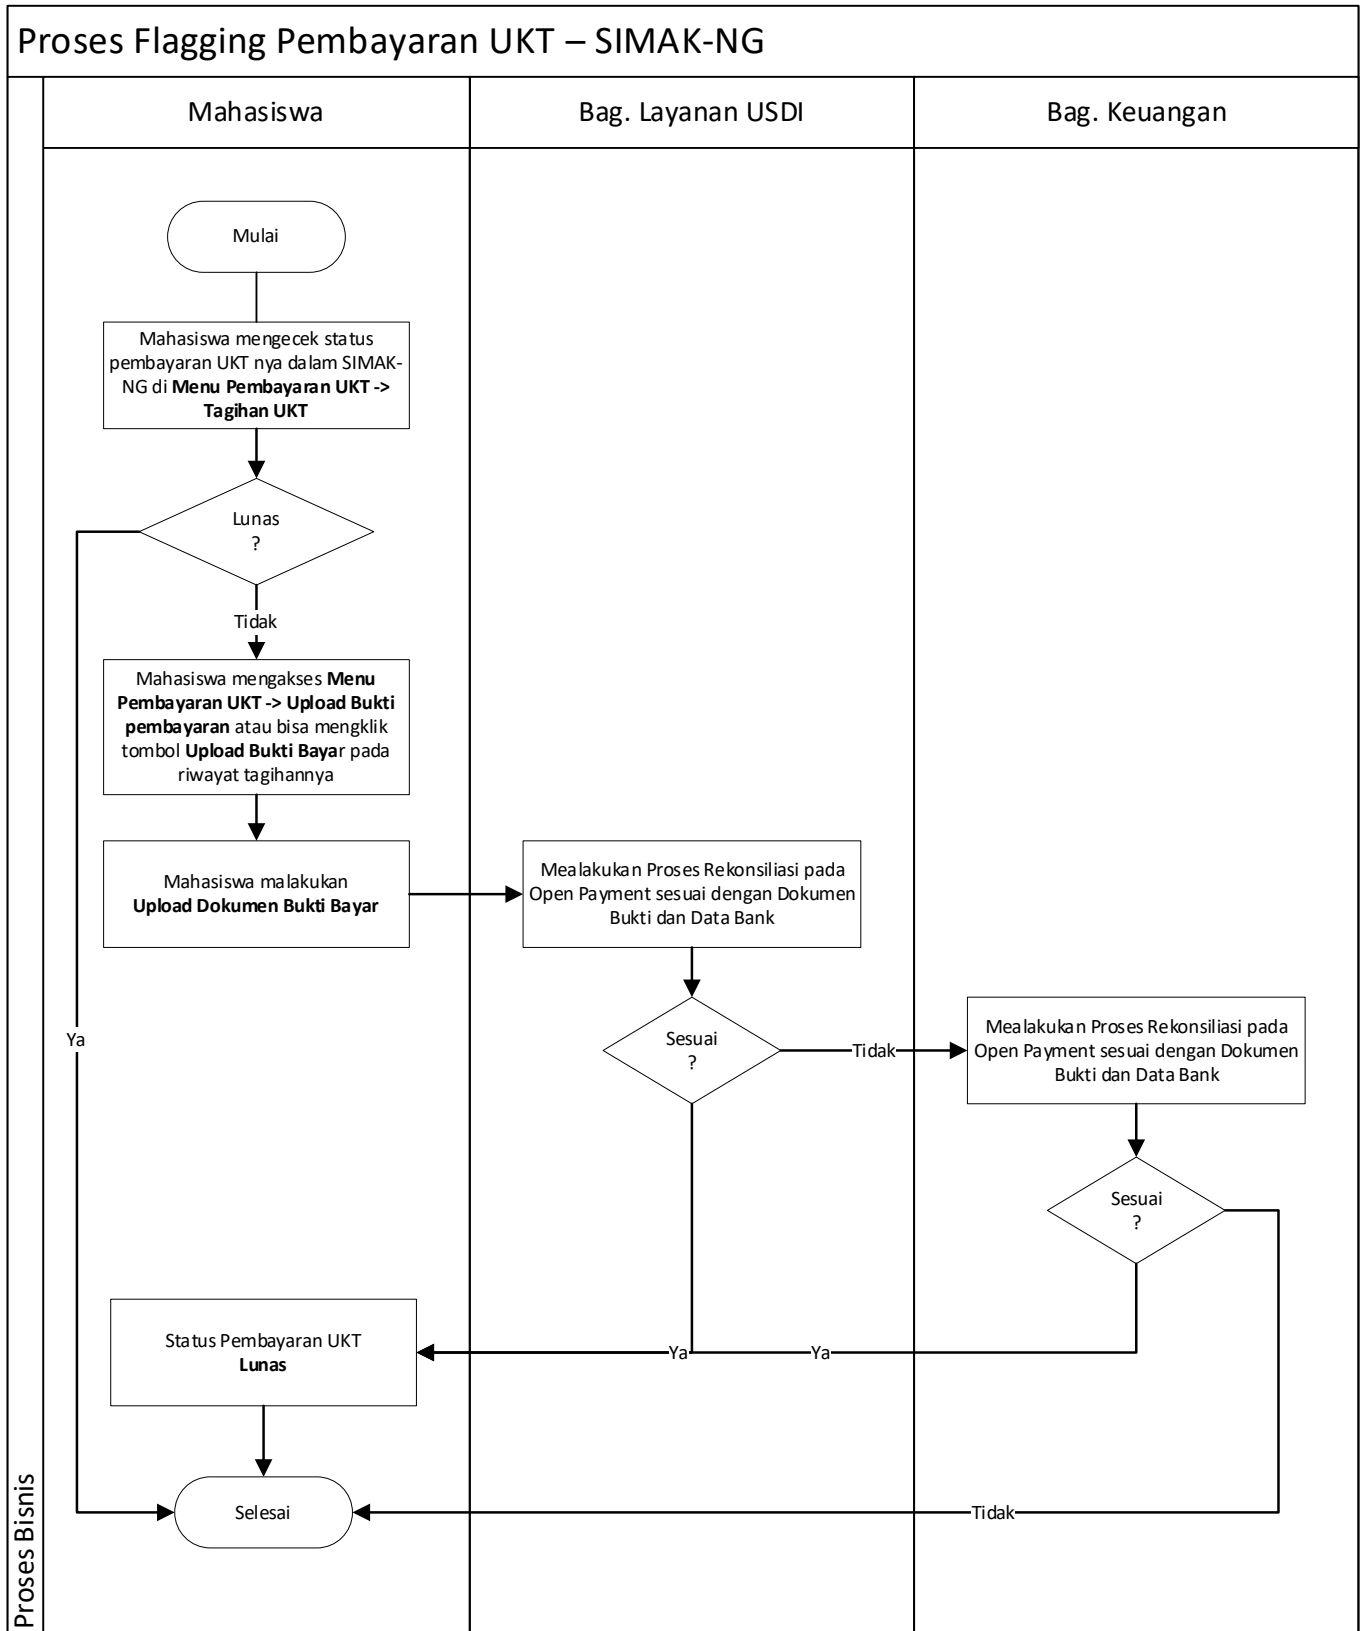 Proses Flagging Pembayaran UKT – SIMAK-NG
Mahasiswa
Bag. Layanan USDI
Bag. Keuangan
Mulai
Mahasiswa mengecek status
pembayaran UKT nya dalam SIMAK-
NG di Menu Pembayaran UKT ->
Tagihan UKT
Lunas
?
Tidak
Mahasiswa mengakses Menu
Pembayaran UKT -> Upload Bukti
pembayaran atau bisa mengklik
tombol Upload Bukti Bayar pada
riwayat tagihannya
Mahasiswa malakukan
Upload Dokumen Bukti Bayar
Mealakukan Proses Rekonsiliasi pada
Open Payment sesuai dengan Dokumen
Bukti dan Data Bank
Sesuai
?
Tidak
Mealakukan Proses Rekonsiliasi pada
Open Payment sesuai dengan Dokumen
Bukti dan Data Bank
Ya
Sesuai
?
Status Pembayaran UKT
Lunas
Ya
Ya
Selesai
Tidak
Proses Bisnis